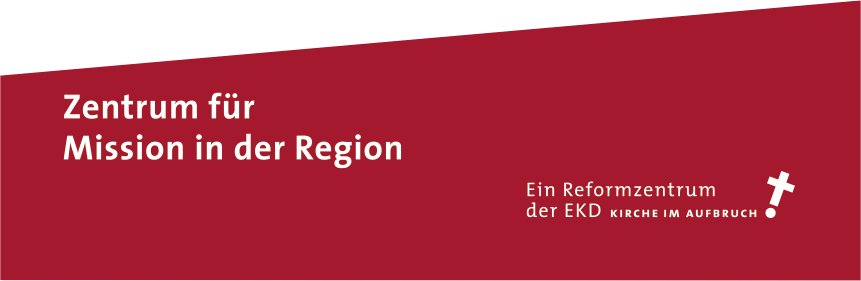 Zentrum für
Mission in der Region
Ein Reformzentrum
der EKD KIRCHE IM AUFBRUCH